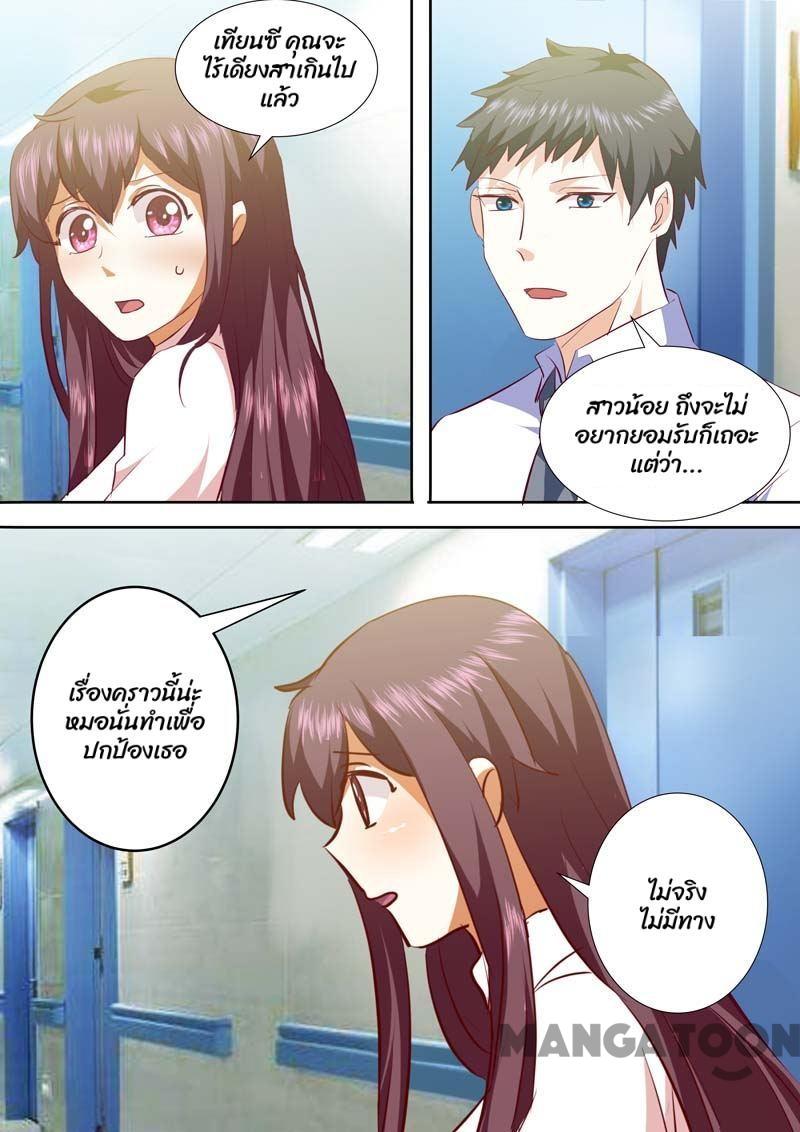 เทียนซี คุณจะ
ไร้เดียงสาเกินไป
แล้ว
สาวน้อย ถึงจะไม่
อยากยอมรับก็เถอะ
แต่ว่า...
เรื่องคราวนี้น่ะ
หมอนั่นทำเพื่อ
ปกป้องเธอ
ไม่จริง
ไม่มีทาง
MANGATOON